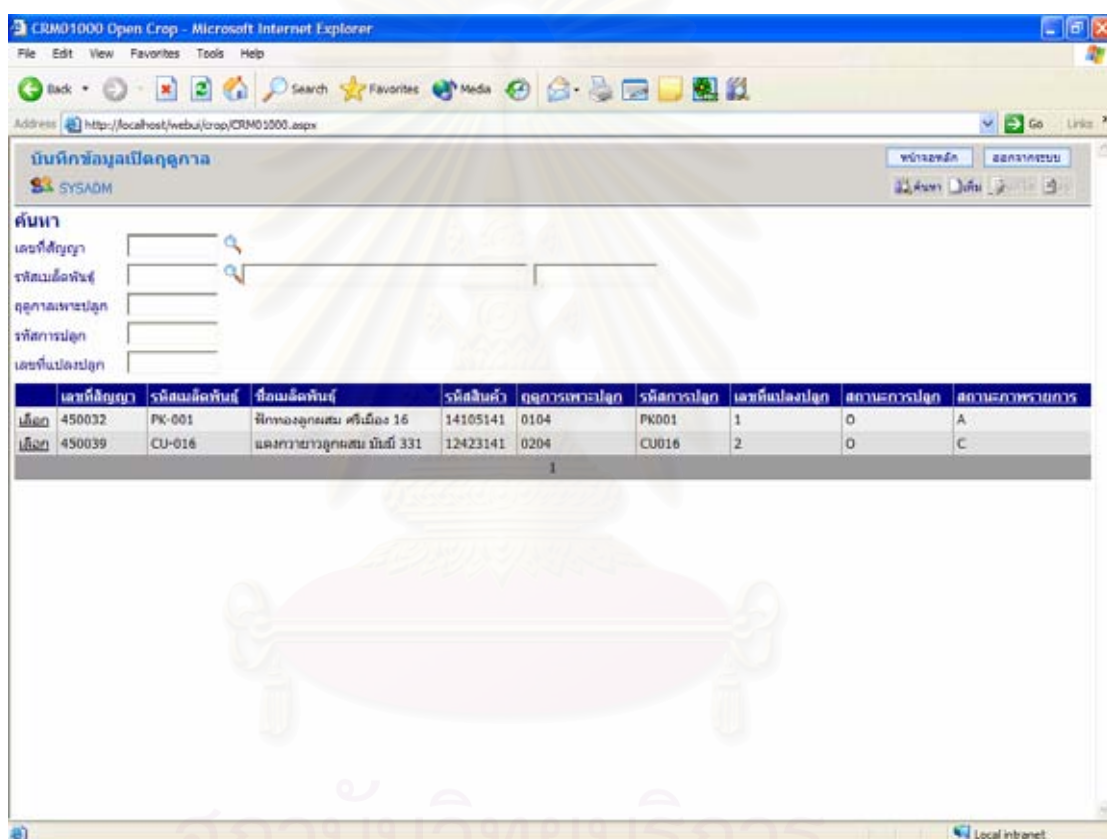 CRM01000 Open Crop - Microsoft Internet Explorer
File Edit View Favorites Tools Help
Back Search Favorites Media
Address http://localhost/webui/crop/CRM01000.aspx Go Links
บันทึกข้อมูลเปิดฤดูกาล หน้าจอหลัก ออกจากระบบ
SYSADM ค้นหา เพิ่ม
ค้นหา
เลขที่สัญญา
รหัสเมล็ดพันธุ์
ฤดูกาลเพาะปลูก
รหัสการปลูก
เลขที่แปลงปลูก
เลขที่สัญญา รหัสเมล็ดพันธุ์ ชื่อเมล็ดพันธุ์ รหัสสินค้า ฤดูการเพาะปลูก รหัสการปลูก เลขที่แปลงปลูก สถานะการปลูก สถานะภาพรายการ
เลือก 450032 PK-001 ฟักทองลูกผสม ศรีเมือง 16 14105141 0104 PK001 1 O A
เลือก 450039 CU-016 แตงกวายาวลูกผสม 331 12423141 0204 CU016 2 O C
1
Local intranet